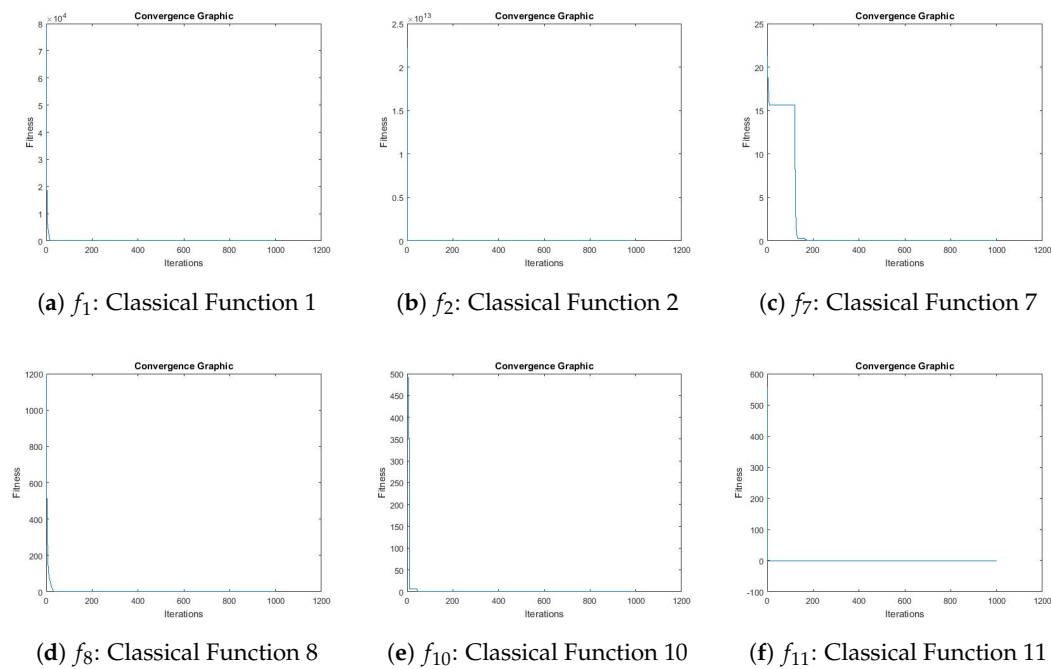 Convergence Graphic
×10⁴
8
7
6
5
4
3
2
1
0
Fitness
0 200 400 600 800 1000 1200
Iterations
(a) f₁: Classical Function 1
Convergence Graphic
×10¹³
2.5
2
1.5
1
0.5
0
Fitness
0 200 400 600 800 1000 1200
Iterations
(b) f₂: Classical Function 2
Convergence Graphic
25
20
15
10
5
0
Fitness
0 200 400 600 800 1000 1200
Iterations
(c) f₇: Classical Function 7
Convergence Graphic
1200
1000
800
600
400
200
0
Fitness
0 200 400 600 800 1000 1200
Iterations
(d) f₈: Classical Function 8
Convergence Graphic
500
450
400
350
300
250
200
150
100
50
0
Fitness
0 200 400 600 800 1000 1200
Iterations
(e) f₁₀: Classical Function 10
Convergence Graphic
600
500
400
300
200
100
0
-100
Fitness
0 200 400 600 800 1000 1200
Iterations
(f) f₁₁: Classical Function 11